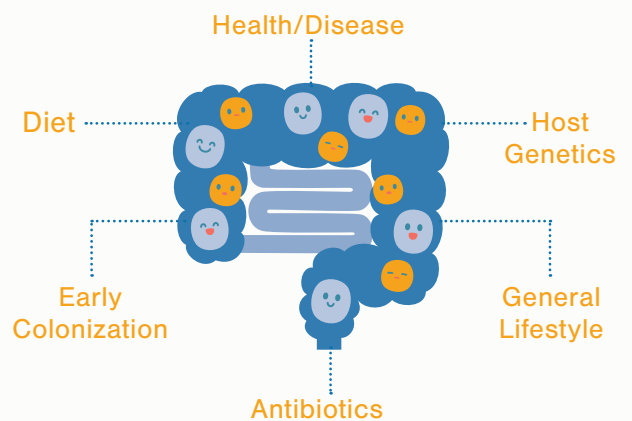 Health/Disease
Diet
Host
Genetics
Early
Colonization
General
Lifestyle
Antibiotics